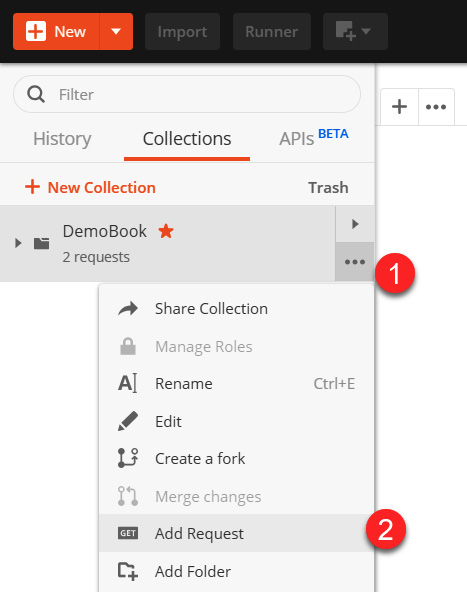 New Import Runner
Filter
History Collections APIs BETA
+ New Collection Trash
DemoBook
2 requests
1
Share Collection
Manage Roles
Rename Ctrl+E
Edit
Create a fork
Merge changes
GET Add Request 2
Add Folder